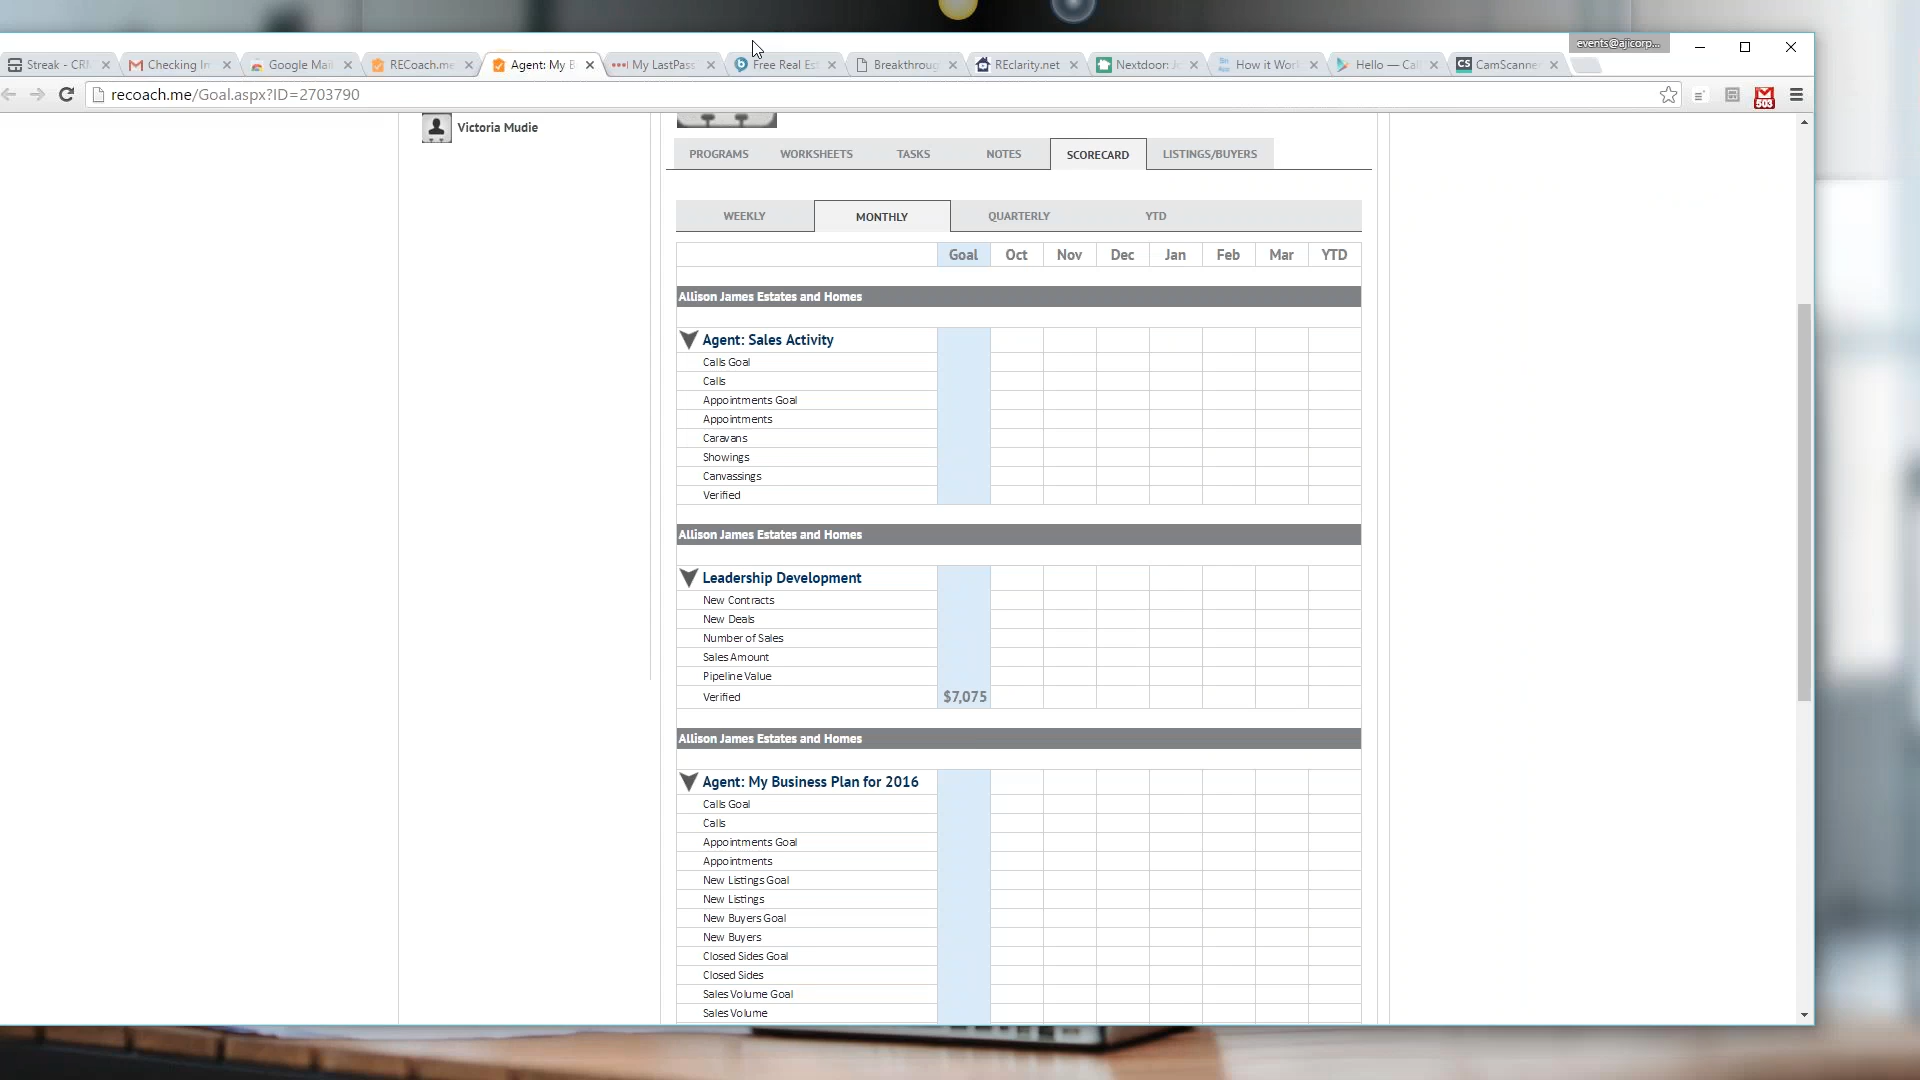 events@ajicorp...
Streak - CR
Checking In
Google Mai
RECoach.me
Agent: My B
My LastPass
Free Real Est
Breakthroug
REclarity.net
Nextdoor: Jo
How it Wor
Hello — Cal
CS CamScanne
recoach.me/Goal.aspx?ID=2703790
503
Victoria Mudie
PROGRAMS WORKSHEETS TASKS NOTES SCORECARD LISTINGS/BUYERS
WEEKLY MONTHLY QUARTERLY YTD
Goal Oct Nov Dec Jan Feb Mar YTD
Allison James Estates and Homes
Agent: Sales Activity
Calls Goal
Calls
Appointments Goal
Appointments
Caravans
Showings
Canvassings
Verified
Allison James Estates and Homes
Leadership Development
New Contracts
New Deals
Number of Sales
Sales Amount
Pipeline Value
Verified $7,075
Allison James Estates and Homes
Agent: My Business Plan for 2016
Calls Goal
Calls
Appointments Goal
Appointments
New Listings Goal
New Listings
New Buyers Goal
New Buyers
Closed Sides Goal
Closed Sides
Sales Volume Goal
Sales Volume